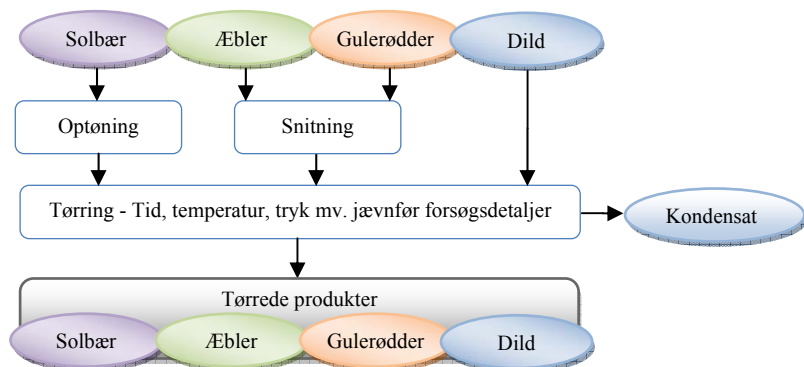 Solbær
Æbler
Gulerødder
Dild
Optøning
Snitning
Tørring - Tid, temperatur, tryk mv. jævnfør forsøgsdetaljer
Kondensat
Tørrede produkter
Solbær
Æbler
Gulerødder
Dild